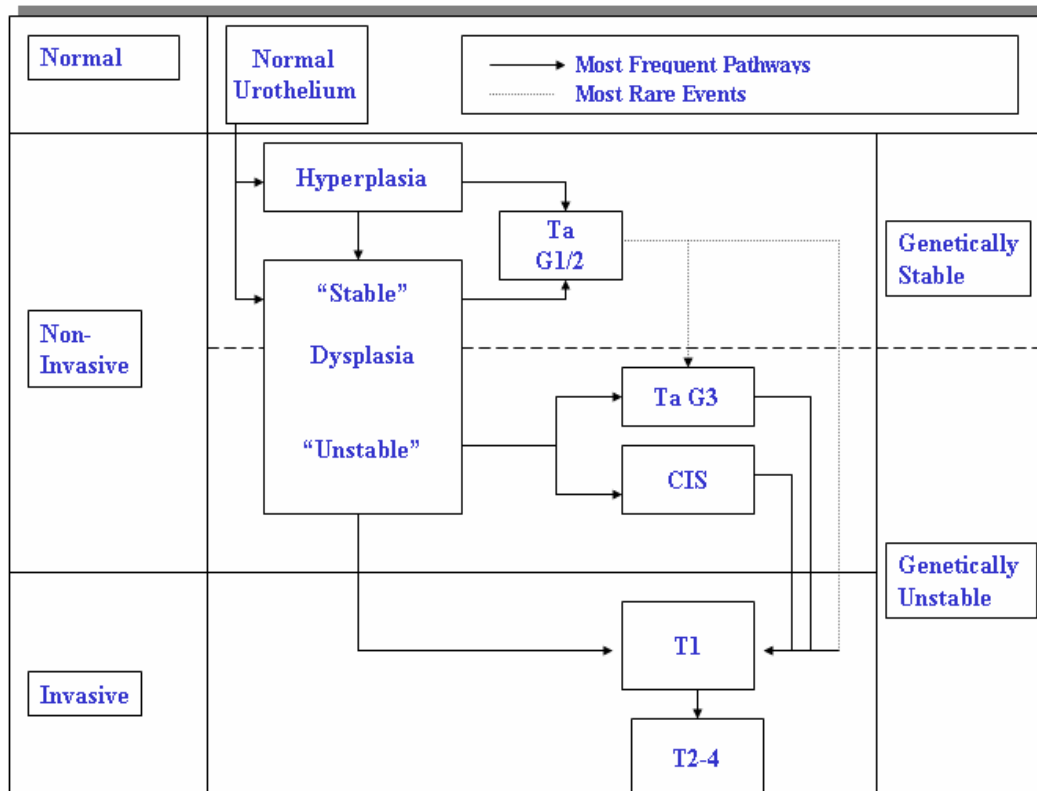 Normal
Normal
Urothelium
Most Frequent Pathways
Most Rare Events
Hyperplasia
Ta
G1/2
Genetically
Stable
“Stable”
Non-
Invasive
Dysplasia
Ta G3
“Unstable”
CIS
Genetically
Unstable
T1
Invasive
T2-4